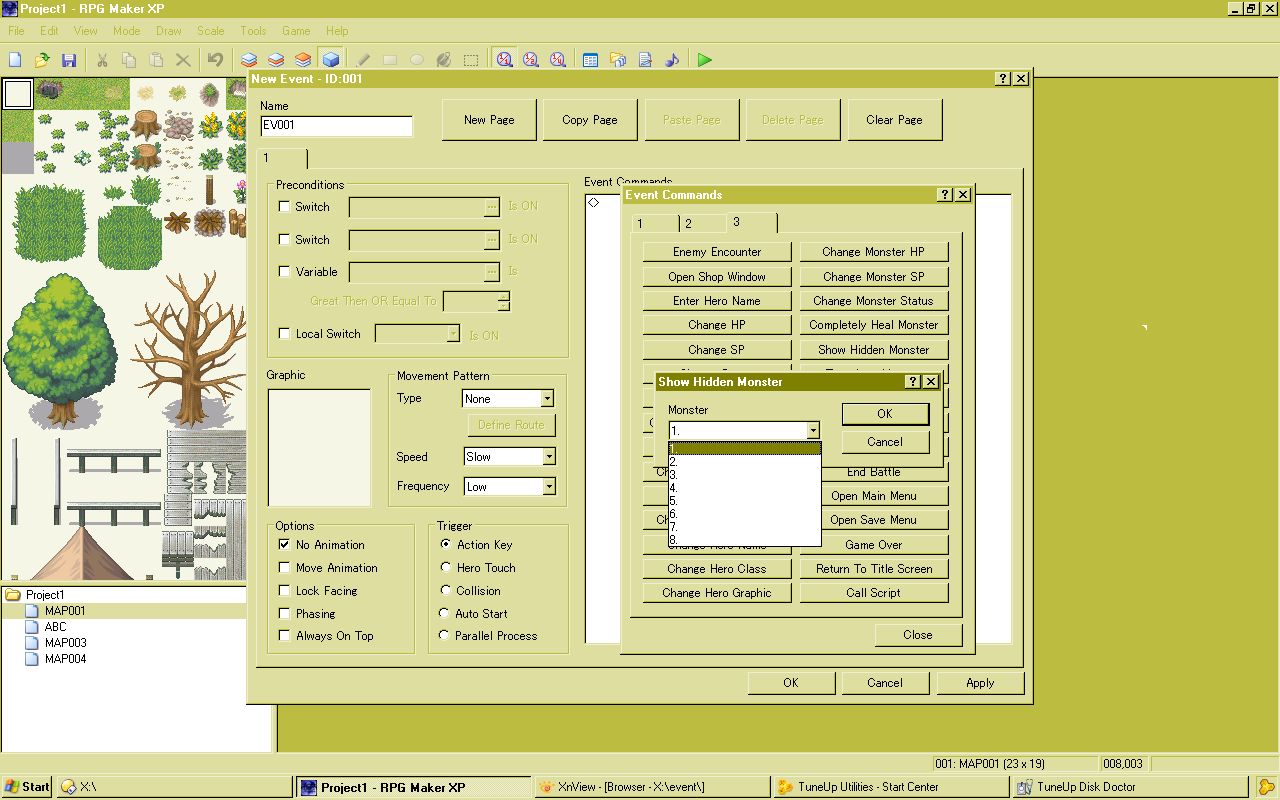 Project1 - RPG Maker XP
File Edit View Mode Draw Scale Tools Game Help
New Event - ID:001
Name
EV001
New Page
Copy Page
Paste Page
Delete Page
Clear Page
1
Preconditions
Switch
Is ON
Switch
Is ON
Variable
Is
Great Then OR Equal To
Local Switch
Is ON
Graphic
Movement Pattern
Type
None
Define Route
Speed
Slow
Frequency
Low
Options
No Animation
Move Animation
Lock Facing
Phasing
Always On Top
Trigger
Action Key
Hero Touch
Collision
Auto Start
Parallel Process
Event Commands
<>
Event Commands
1
2
3
Enemy Encounter
Change Monster HP
Open Shop Window
Change Monster SP
Enter Hero Name
Change Monster Status
Change HP
Completely Heal Monster
Change SP
Show Hidden Monster
Show Hidden Monster
Monster
1.
OK
Cancel
1.
2.
3.
4.
5.
6.
7.
8.
End Battle
Open Main Menu
Open Save Menu
Change Hero Name
Game Over
Change Hero Class
Return To Title Screen
Change Hero Graphic
Call Script
Close
OK
Cancel
Apply
Project1
MAP001
ABC
MAP003
MAP004
001: MAP001 (23 x 19)
008,003
Start
X:\
Project1 - RPG Maker XP
XnView - [Browser - X:\event\]
TuneUp Utilities - Start Center
TuneUp Disk Doctor